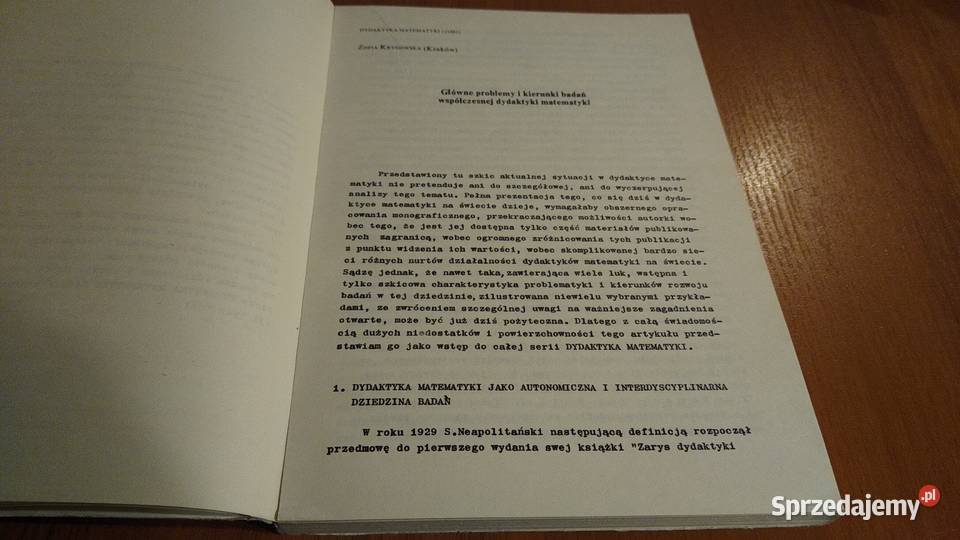 DYDAKTYKA MATEMATYKI 1 (1982)
Zofia Krygowska (Kraków)
Główne problemy i kierunki badań
współczesnej dydaktyki matematyki
Przedstawiony tu szkic aktualnej sytuacji w dydaktyce mate-
matyki nie pretenduje ani do szczegółowej, ani do wyczerpującej
analizy tego tematu. Pełna prezentacja tego, co się dziś w dyda-
ktyce matematyki na świecie dzieje, wymagałaby obszernego opra-
cowania monograficznego, przekraczającego możliwości autorki wo-
bec tego, że jest jej dostępna tylko część materiałów publikowa-
nych zagranicą, wobec ogromnego zróżnicowania tych publikacji
z punktu widzenia ich wartości, wobec skomplikowanej bardzo sie-
ci różnych nurtów działalności dydaktyków matematyki na świecie.
Sądzę jednak, że nawet taka,zawierająca wiele luk, wstępna i
tylko szkicowa charakterystyka problematyki i kierunków rozwoju
badań w tej dziedzinie,zilustrowana niewielu wybranymi przykła-
dami, ze zwróceniem szczególnej uwagi na ważniejsze zagadnienia
otwarte, może być już dziś pożyteczna. Dlatego z całą świadomoś-
cią dużych niedostatków i powierzchowności tego artykułu przed-
stawiam go jako wstęp do całej serii DYDAKTYKA MATEMATYKI.
1. DYDAKTYKA MATEMATYKI JAKO AUTONOMICZNA I INTERDYSCYPLINARNA
DZIEDZINA BADAŃ
W roku 1929 S.Neapolitański następującą definicją rozpoczął
przedmowę do pierwszego wydania swej książki "Zarys dydaktyki
Sprzedajemy .pl